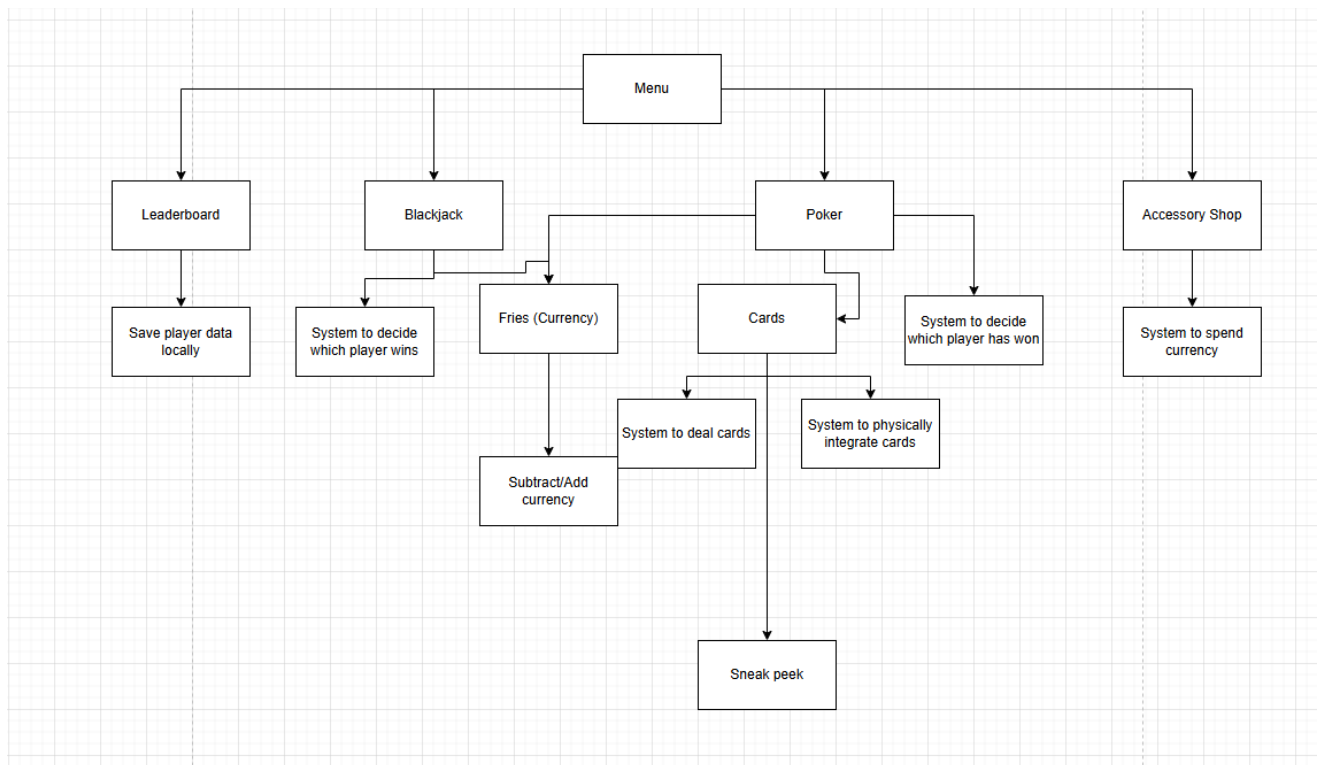 Menu
Leaderboard
Blackjack
Poker
Accessory Shop
Save player data
locally
System to decide
which player wins
Fries (Currency)
Cards
System to decide
which player has won
System to spend
currency
System to deal cards
System to physically
integrate cards
Subtract/Add
currency
Sneak peek